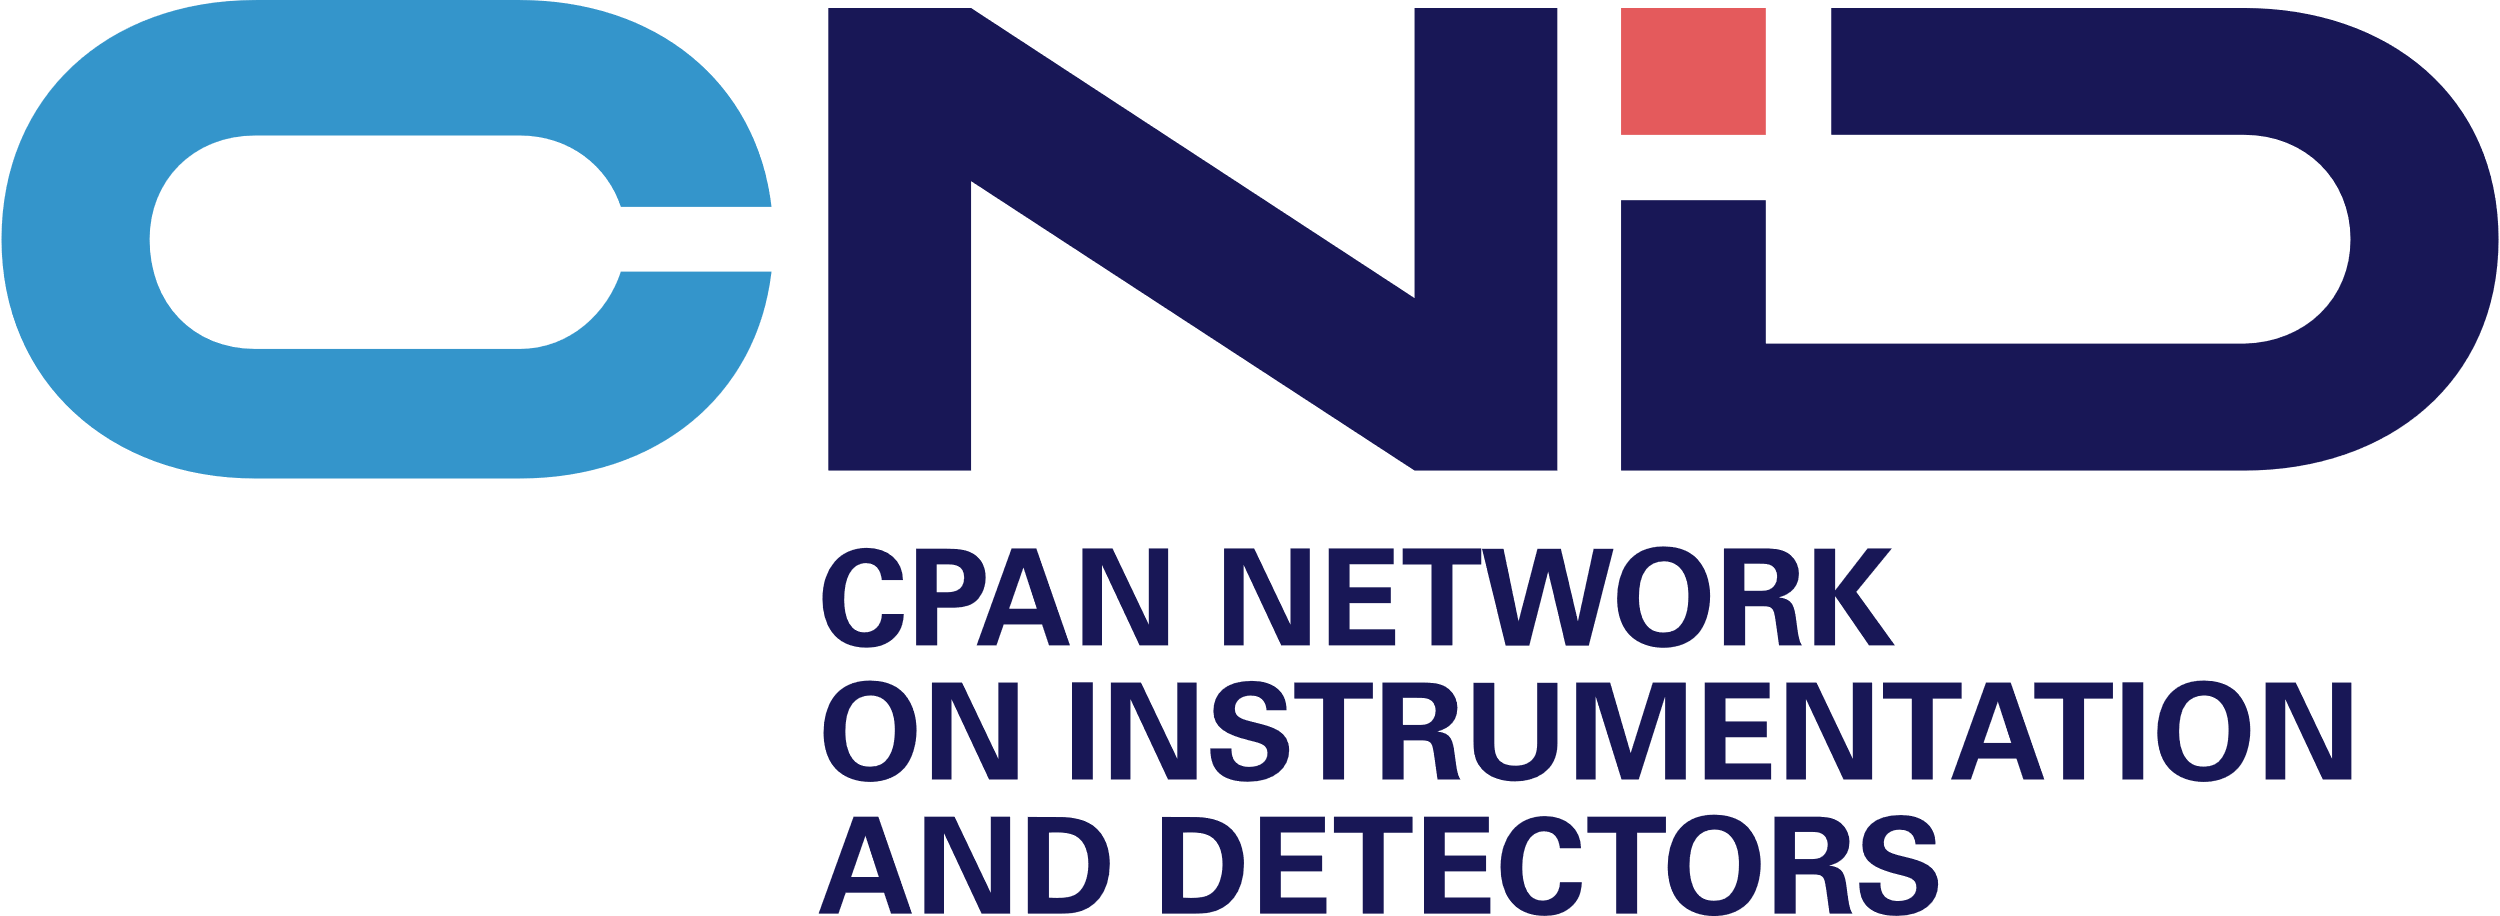 CNID
CPAN NETWORK
ON INSTRUMENTATION
AND DETECTORS